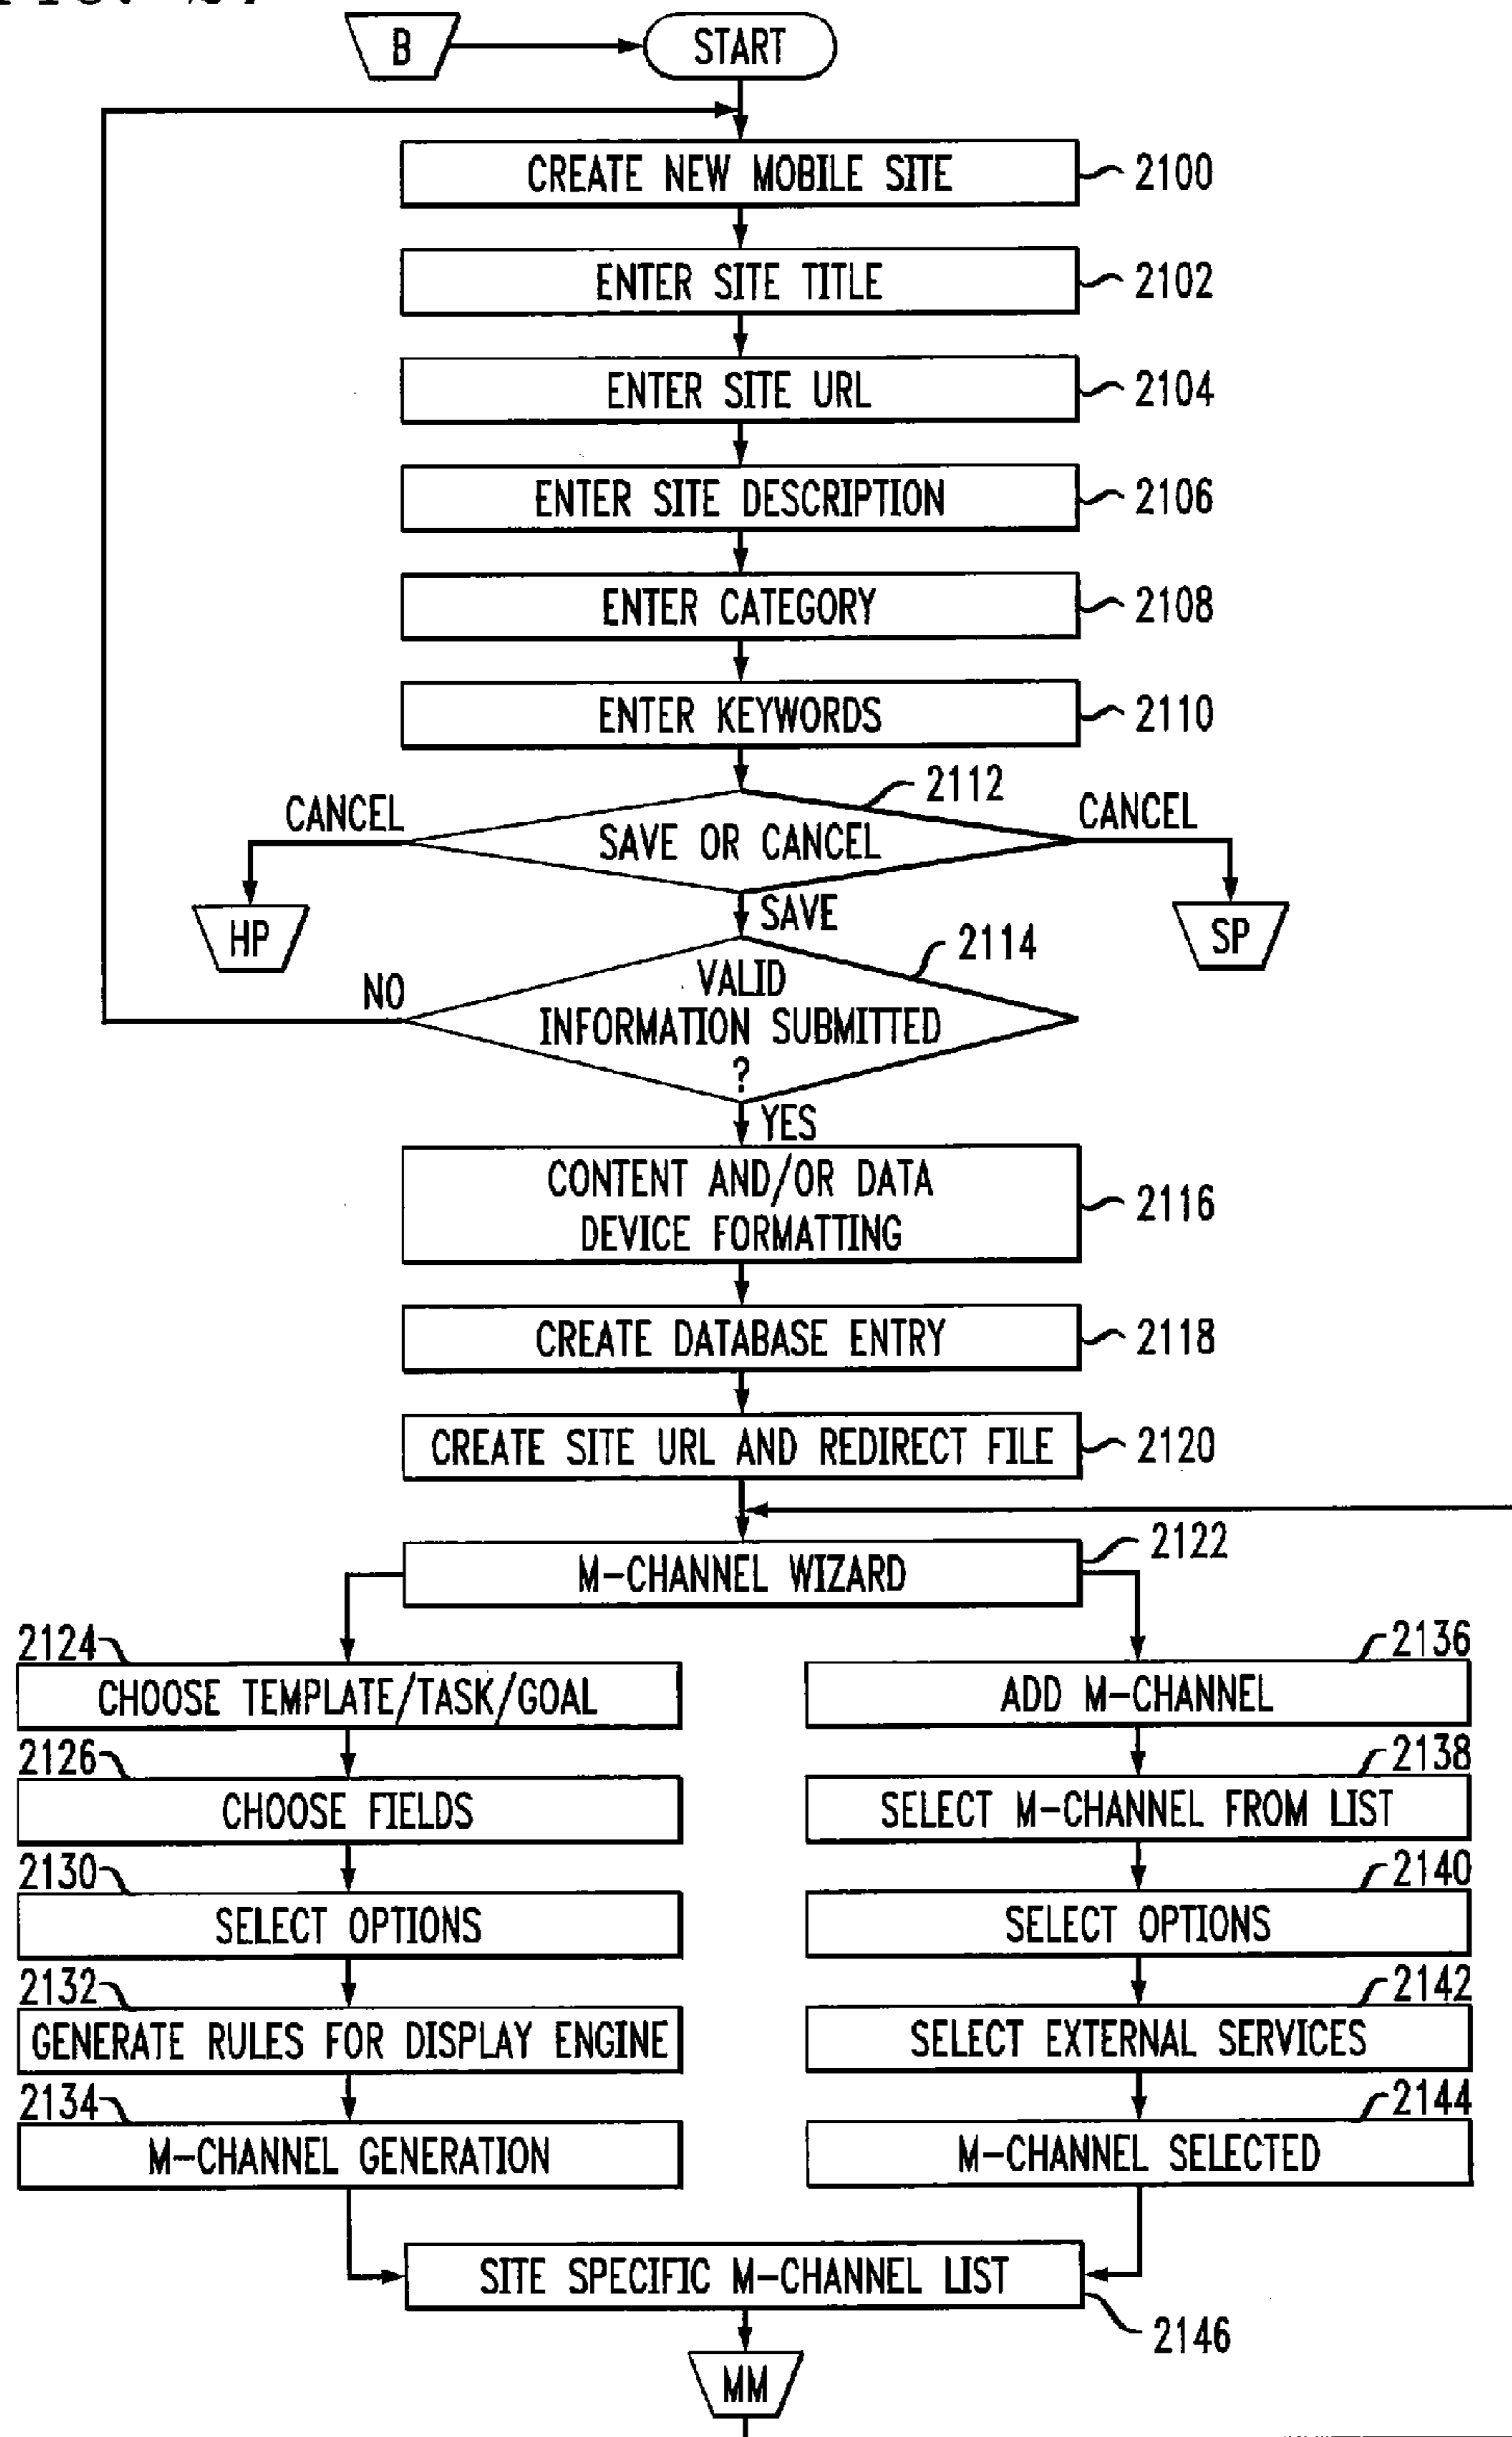 B
START
CREATE NEW MOBILE SITE
2100
ENTER SITE TITLE
2102
ENTER SITE URL
2104
ENTER SITE DESCRIPTION
2106
ENTER CATEGORY
2108
ENTER KEYWORDS
2110
2112
CANCEL
SAVE OR CANCEL
CANCEL
HP
SAVE
SP
2114
NO
VALID
INFORMATION SUBMITTED
?
YES
CONTENT AND/OR DATA
DEVICE FORMATTING
2116
CREATE DATABASE ENTRY
2118
CREATE SITE URL AND REDIRECT FILE
2120
M-CHANNEL WIZARD
2122
2124
CHOOSE TEMPLATE/TASK/GOAL
2126
CHOOSE FIELDS
2130
SELECT OPTIONS
2132
GENERATE RULES FOR DISPLAY ENGINE
2134
M-CHANNEL GENERATION
2136
ADD M-CHANNEL
2138
SELECT M-CHANNEL FROM LIST
2140
SELECT OPTIONS
2142
SELECT EXTERNAL SERVICES
2144
M-CHANNEL SELECTED
SITE SPECIFIC M-CHANNEL LIST
2146
MM